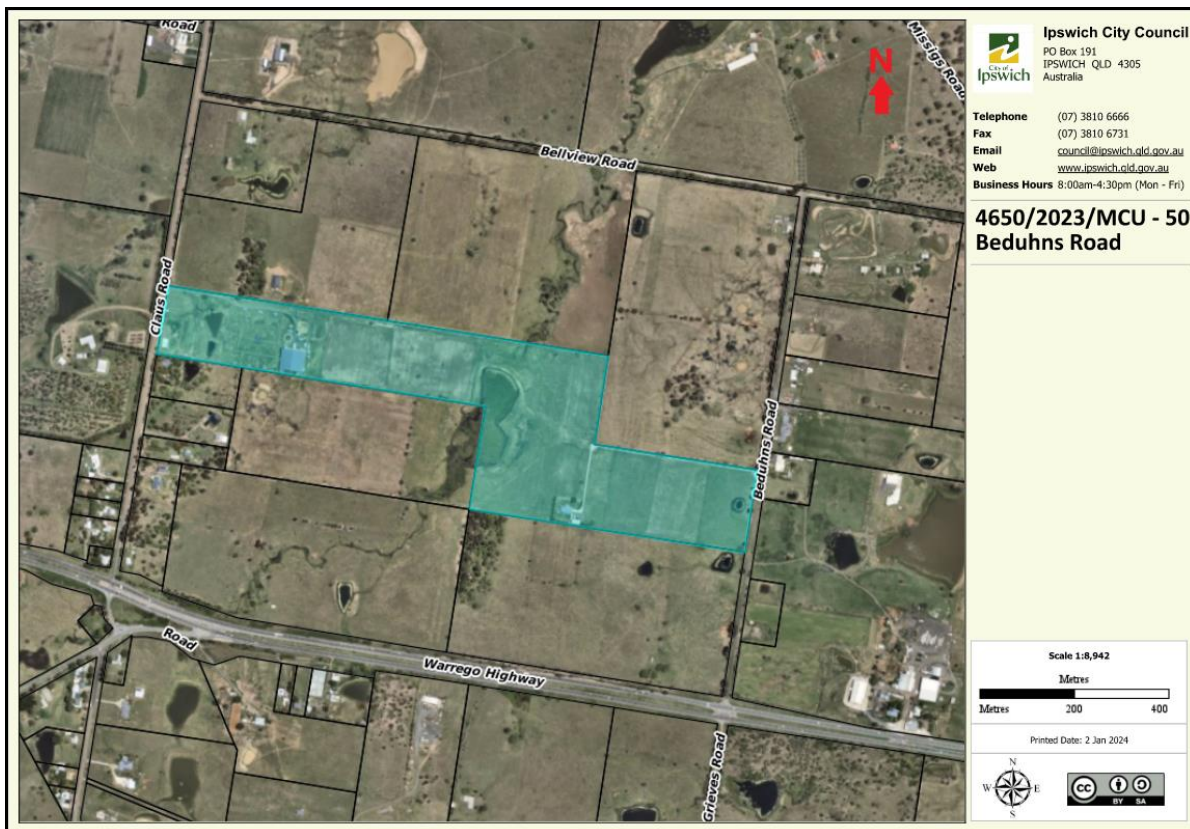 Road
Missigs Road
N
Bellview Road
Claus Road
Beduhns Road
Road
Warrego Highway
Grieves Road
City of
Ipswich
Ipswich City Council
PO Box 191
IPSWICH QLD 4305
Australia
Telephone (07) 3810 6666
Fax (07) 3810 6731
Email council@ipswich.qld.gov.au
Web www.ipswich.qld.gov.au
Business Hours 8:00am-4:30pm (Mon - Fri)
4650/2023/MCU - 50
Beduhns Road
Scale 1:8,942
Metres
Metres 200 400
Printed Date: 2 Jan 2024
N
W E
S
cc
BY SA